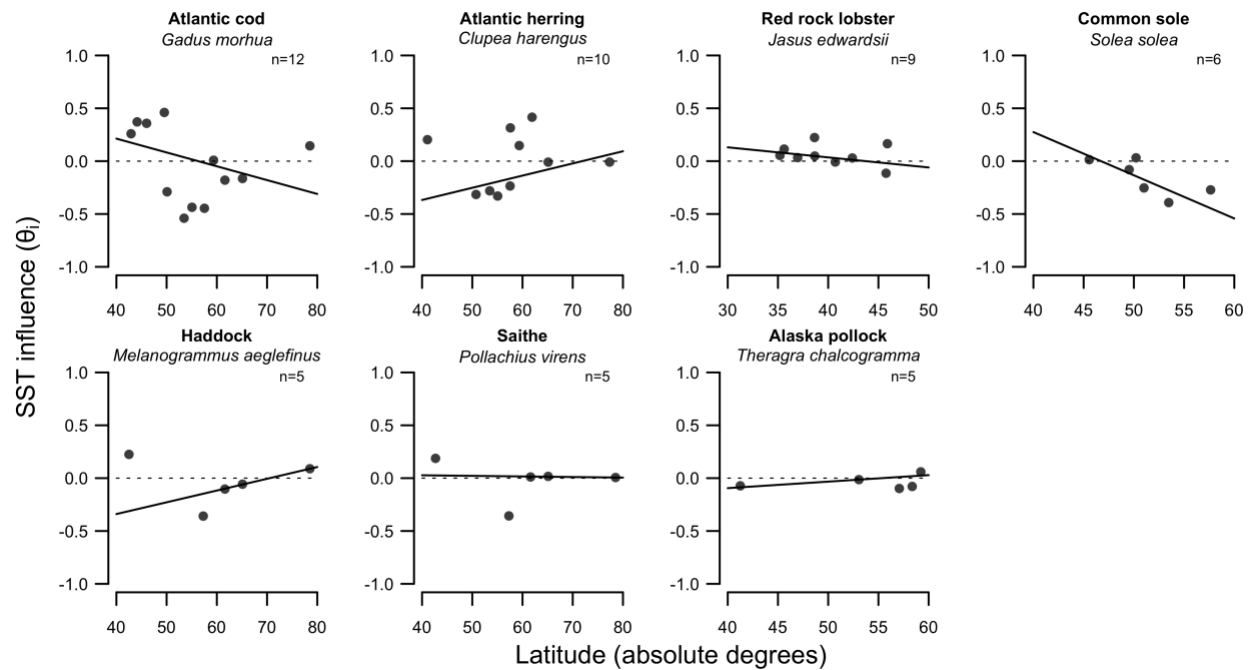 Atlantic cod
Gadus morhua
n=12
1.0
0.5
0.0
-0.5
-1.0
40 50 60 70 80
Atlantic herring
Clupea harengus
n=10
1.0
0.5
0.0
-0.5
-1.0
40 50 60 70 80
Red rock lobster
Jasus edwardsii
n=9
1.0
0.5
0.0
-0.5
-1.0
30 35 40 45 50
Common sole
Solea solea
n=6
1.0
0.5
0.0
-0.5
-1.0
40 45 50 55 60
SST influence (θi)
Haddock
Melanogrammus aeglefinus
n=5
1.0
0.5
0.0
-0.5
-1.0
40 50 60 70 80
Saithe
Pollachius virens
n=5
1.0
0.5
0.0
-0.5
-1.0
40 50 60 70 80
Alaska pollock
Theragra chalcogramma
n=5
1.0
0.5
0.0
-0.5
-1.0
40 45 50 55 60
Latitude (absolute degrees)